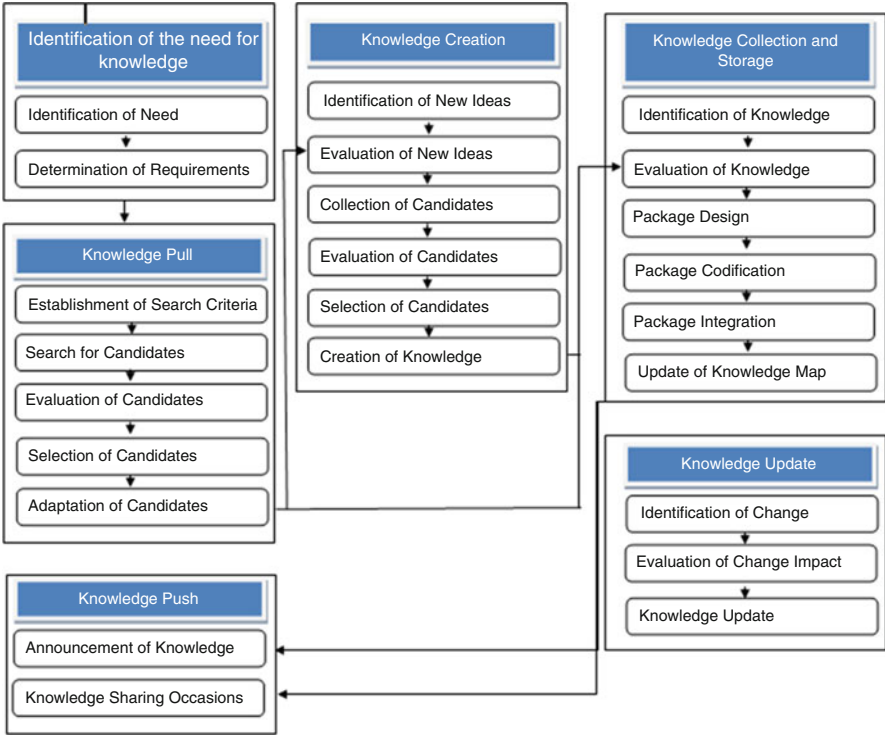 Identification of the need for
knowledge
Identification of Need
Determination of Requirements
Knowledge Pull
Establishment of Search Criteria
Search for Candidates
Evaluation of Candidates
Selection of Candidates
Adaptation of Candidates
Knowledge Push
Announcement of Knowledge
Knowledge Sharing Occasions
Knowledge Creation
Identification of New Ideas
Evaluation of New Ideas
Collection of Candidates
Evaluation of Candidates
Selection of Candidates
Creation of Knowledge
Knowledge Collection and
Storage
Identification of Knowledge
Evaluation of Knowledge
Package Design
Package Codification
Package Integration
Update of Knowledge Map
Knowledge Update
Identification of Change
Evaluation of Change Impact
Knowledge Update